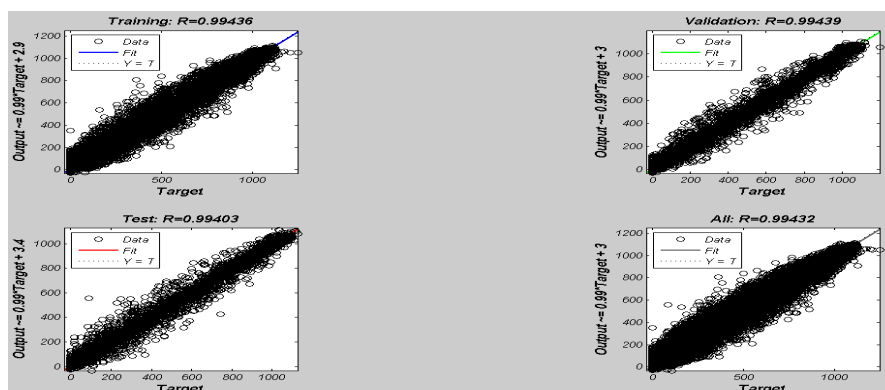 Training: R=0.99436
Output ~= 0.99*Target + 2.9
1200
1000
800
600
400
200
0
Data
Fit
Y = T
0
500
1000
Target
Validation: R=0.99439
Output ~= 0.99*Target + 3
1000
800
600
400
200
0
Data
Fit
Y = T
0
200
400
600
800
1000
Target
Test: R=0.99403
Output ~= 0.99*Target + 3.4
1000
800
600
400
200
0
Data
Fit
Y = T
0
200
400
600
800
1000
Target
All: R=0.99432
Output ~= 0.99*Target + 3
1200
1000
800
600
400
200
0
Data
Fit
Y = T
500
1000
Target